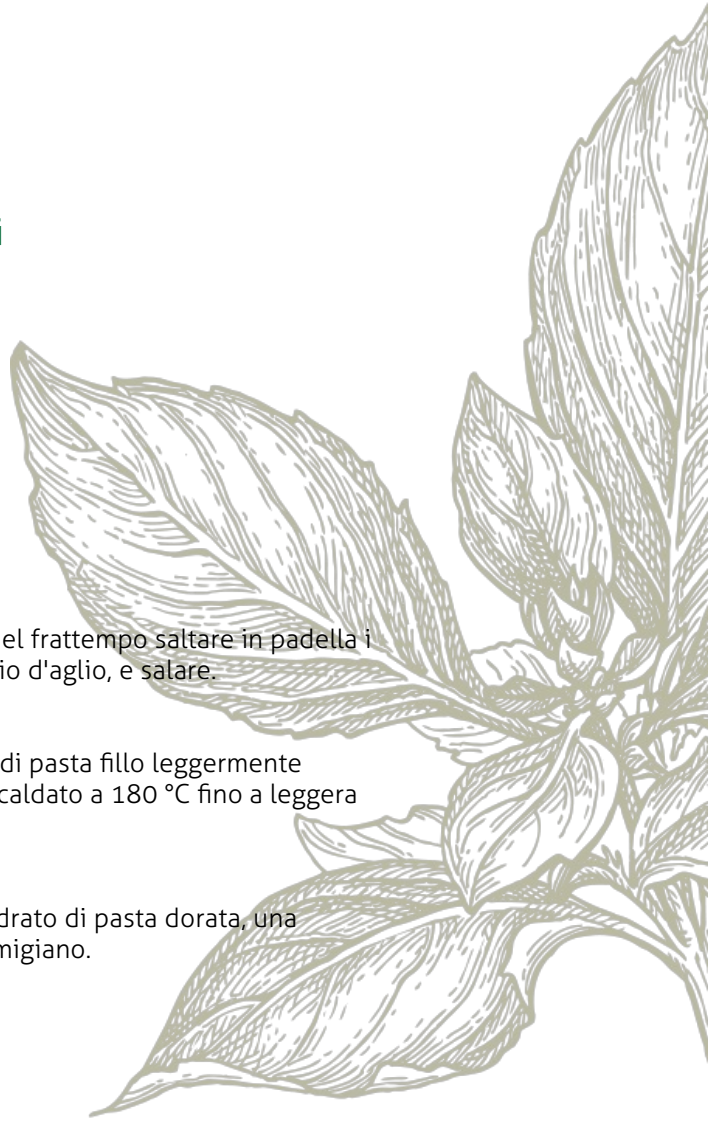 i
el frattempo saltare in padella i
io d'aglio, e salare.
di pasta fillo leggermente
caldato a 180 °C fino a leggera
drato di pasta dorata, una
migiano.